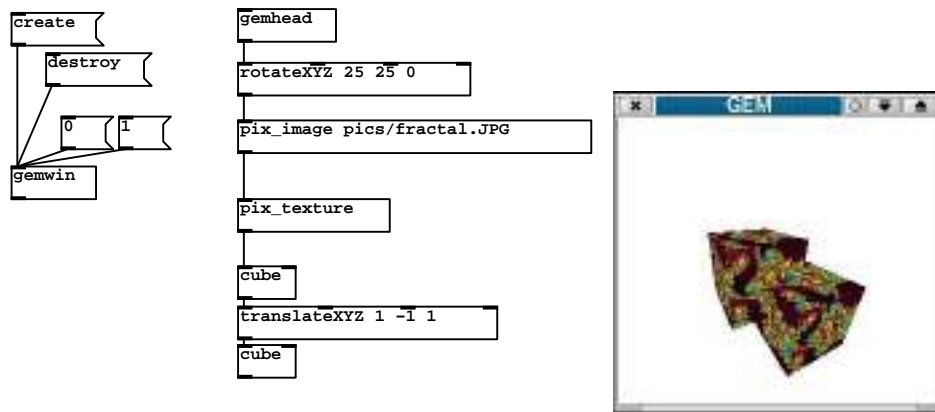 create
destroy
0
1
gemwin
gemhead
rotateXYZ 25 25 0
pix_image pics/fractal.JPG
pix_texture
cube
translateXYZ 1 -1 1
cube
GEM